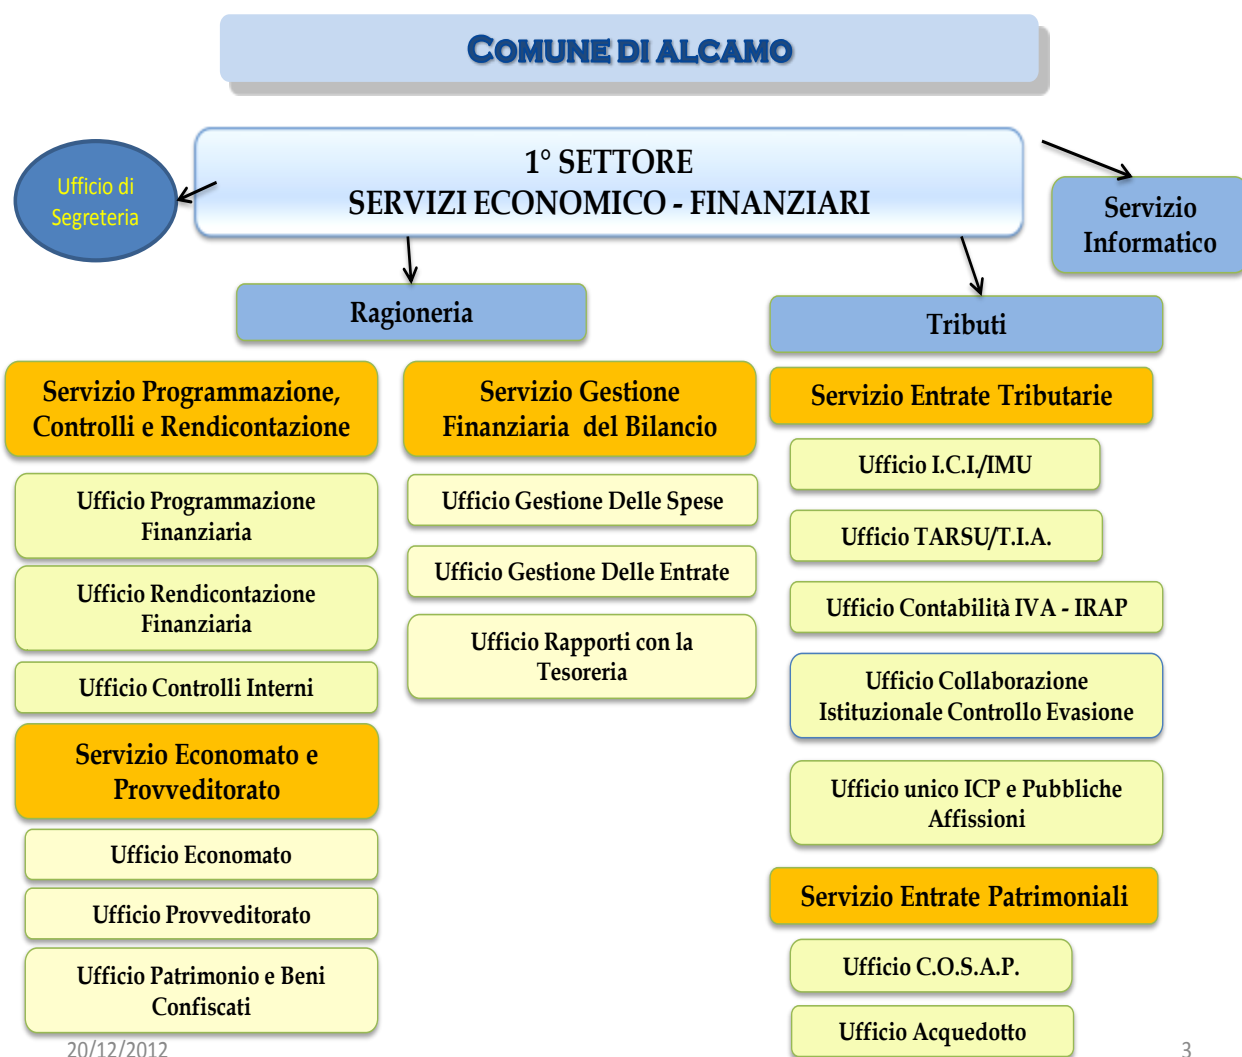 COMUNE DI ALCAMO
1° SETTORE
SERVIZI ECONOMICO - FINANZIARI
Ufficio di
Segreteria
Servizio
Informatico
Ragioneria
Tributi
Servizio Programmazione,
Controlli e Rendicontazione
Ufficio Programmazione
Finanziaria
Ufficio Rendicontazione
Finanziaria
Ufficio Controlli Interni
Servizio Economato e
Provveditorato
Ufficio Economato
Ufficio Provveditorato
Ufficio Patrimonio e Beni
Confiscati
Servizio Gestione
Finanziaria del Bilancio
Ufficio Gestione Delle Spese
Ufficio Gestione Delle Entrate
Ufficio Rapporti con la
Tesoreria
Servizio Entrate Tributarie
Ufficio I.C.I./IMU
Ufficio TARSU/T.I.A.
Ufficio Contabilità IVA - IRAP
Ufficio Collaborazione
Istituzionale Controllo Evasione
Ufficio unico ICP e Pubbliche
Affissioni
Servizio Entrate Patrimoniali
Ufficio C.O.S.A.P.
Ufficio Acquedotto
20/12/2012
3